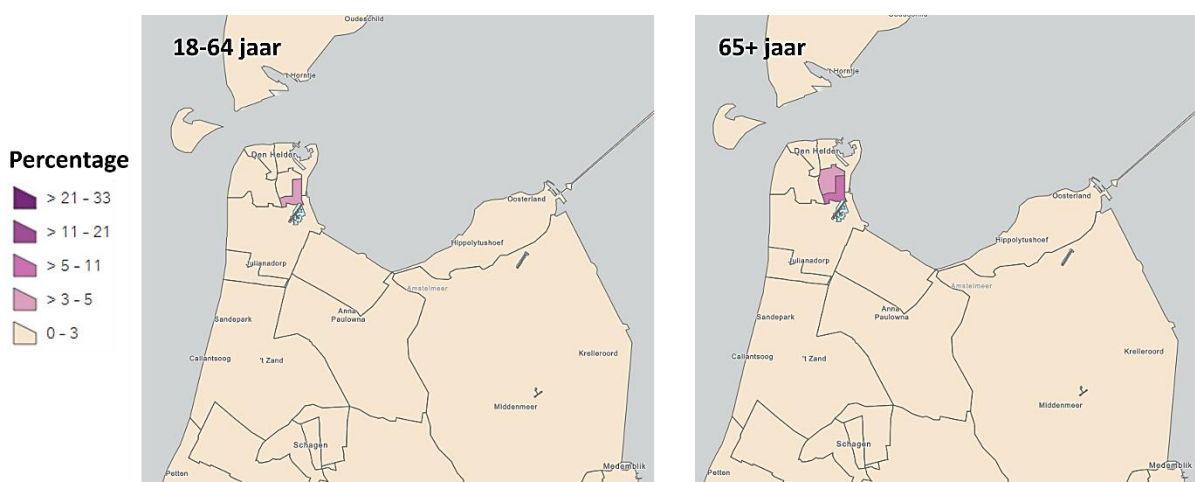 Percentage
> 21 - 33
> 11 - 21
> 5 - 11
> 3 - 5
0 - 3
18-64 jaar
Oudeschild
't Horntje
Den Helder
Oosterland
Hippolytushoef
Julianadorp
Amstelmeer
Sandepark
Anna
Paulowna
Callantsoog
't Zand
Krelleroord
Middenmeer
Schagen
Petten
Medemblik
65+ jaar
't Horntje
Den Helder
Oosterland
Hippolytushoef
Julianadorp
Amstelmeer
Sandepark
Anna
Paulowna
Callantsoog
't Zand
Krelleroord
Middenmeer
Schagen
Petten
Medemblik